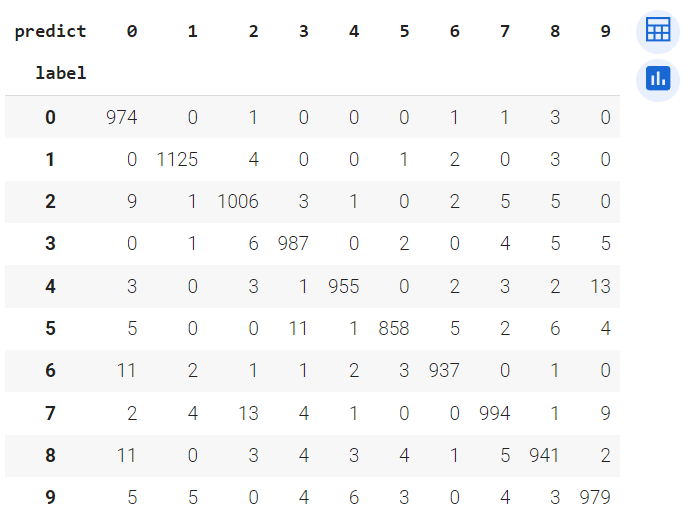 predict 0 1 2 3 4 5 6 7 8 9
label
0 974 0 1 0 0 0 1 1 3 0
1 0 1125 4 0 0 1 2 0 3 0
2 9 1 1006 3 1 0 2 5 5 0
3 0 1 6 987 0 2 0 4 5 5
4 3 0 3 1 955 0 2 3 2 13
5 5 0 0 11 1 858 5 2 6 4
6 11 2 1 1 2 3 937 0 1 0
7 2 4 13 4 1 0 0 994 1 9
8 11 0 3 4 3 4 1 5 941 2
9 5 5 0 4 6 3 0 4 3 979